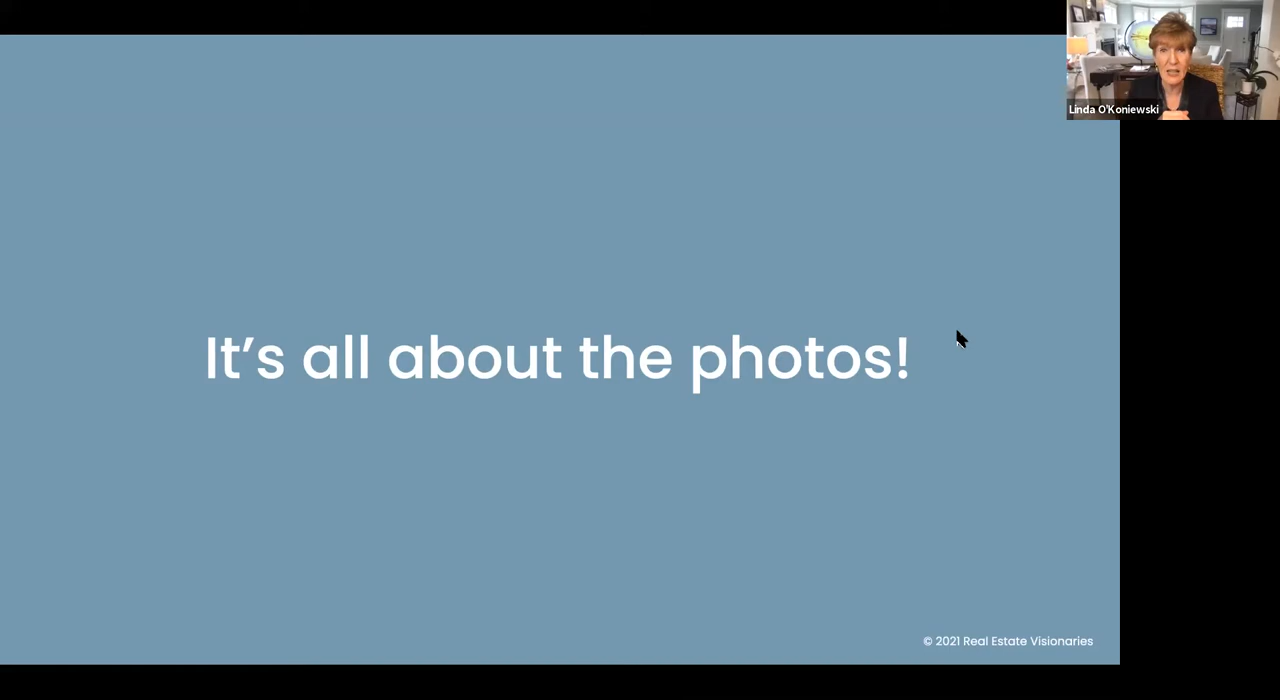 Linda O'Koniewski
It’s all about the photos!
© 2021 Real Estate Visionaries